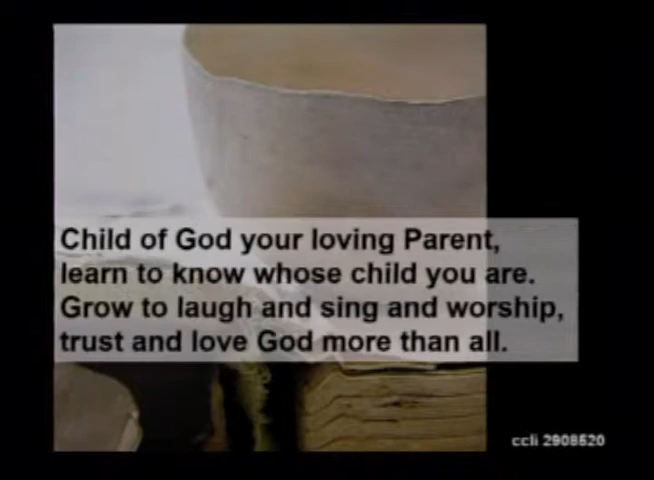 Child of God your loving Parent,
learn to know whose child you are.
Grow to laugh and sing and worship,
trust and love God more than all.
ccli 2908520